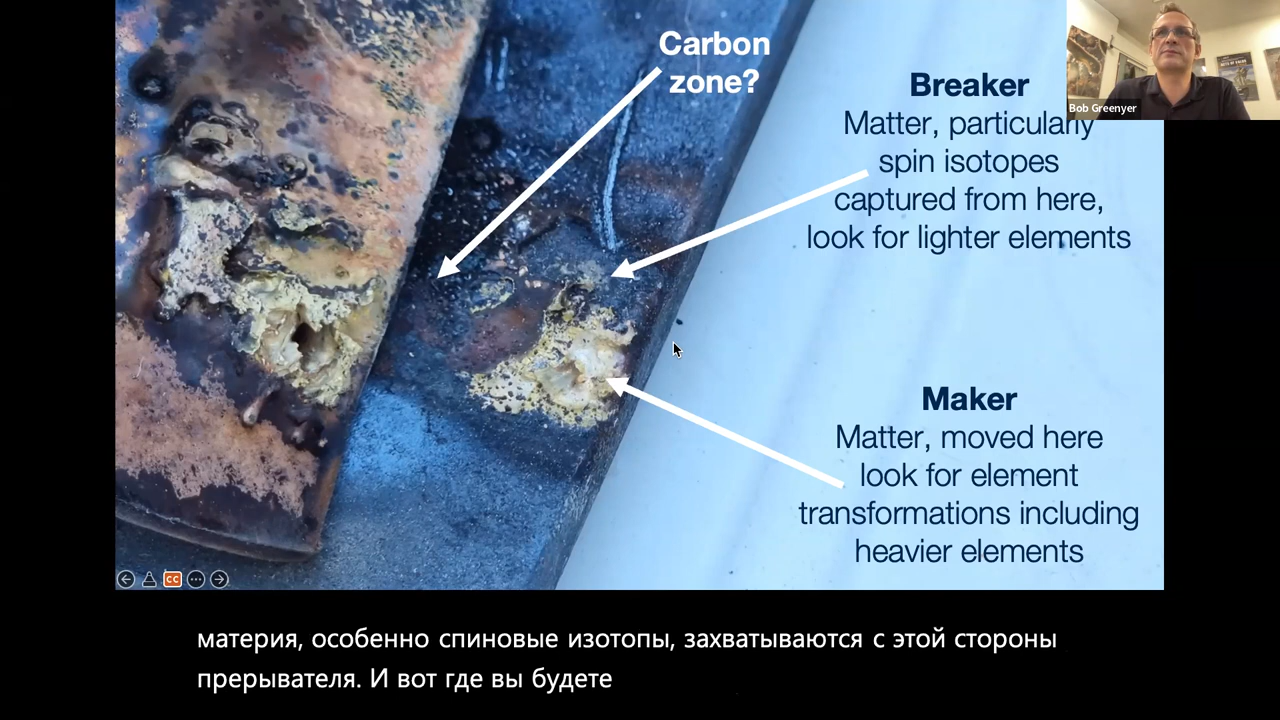 Carbon
zone?
Breaker
Matter, particularly
spin isotopes
captured from here,
look for lighter elements
Maker
Matter, moved here
look for element
transformations including
heavier elements
Bob Greenyer
CC
материя, особенно спиновые изотопы, захватываются с этой стороны
прерывателя. И вот где вы будете